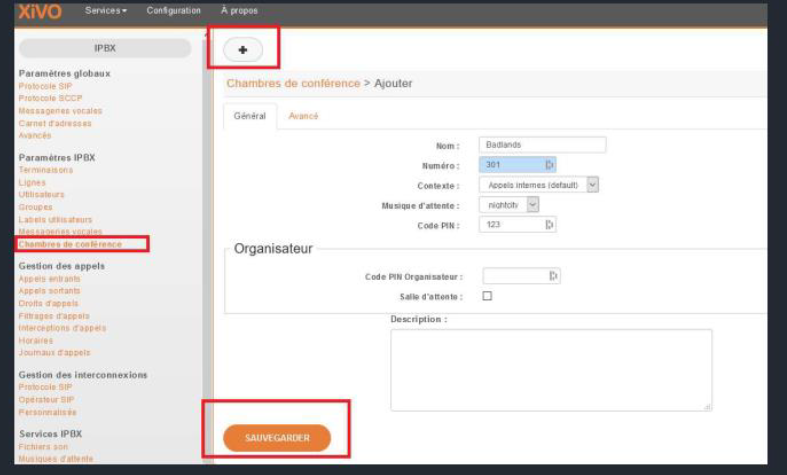 XiVO Services Configuration À propos
IPBX
Paramètres globaux
Protocole SIP
Protocole SCCP
Messageries vocales
Carnet d'adresses
Avancés
Paramètres IPBX
Terminaisons
Lignes
Utilisateurs
Groupes
Labels utilisateurs
Messageries vocales
Chambres de conférence
Gestion des appels
Appels entrants
Appels sortants
Droits d'appels
Filtrages d'appels
Interceptions d'appels
Horaires
Journaux d'appels
Gestion des interconnexions
Protocole SIP
Opérateur SIP
Personnalisée
Services IPBX
Fichiers son
Musiques d'attente
+
Chambres de conférence > Ajouter
Général Avancé
Nom : Badlands
Numéro : 301
Contexte : Appels internes (default)
Musique d'attente : nightcity
Code PIN : 123
Organisateur
Code PIN Organisateur :
Salle d'attente :
Description :
SAUVEGARDER